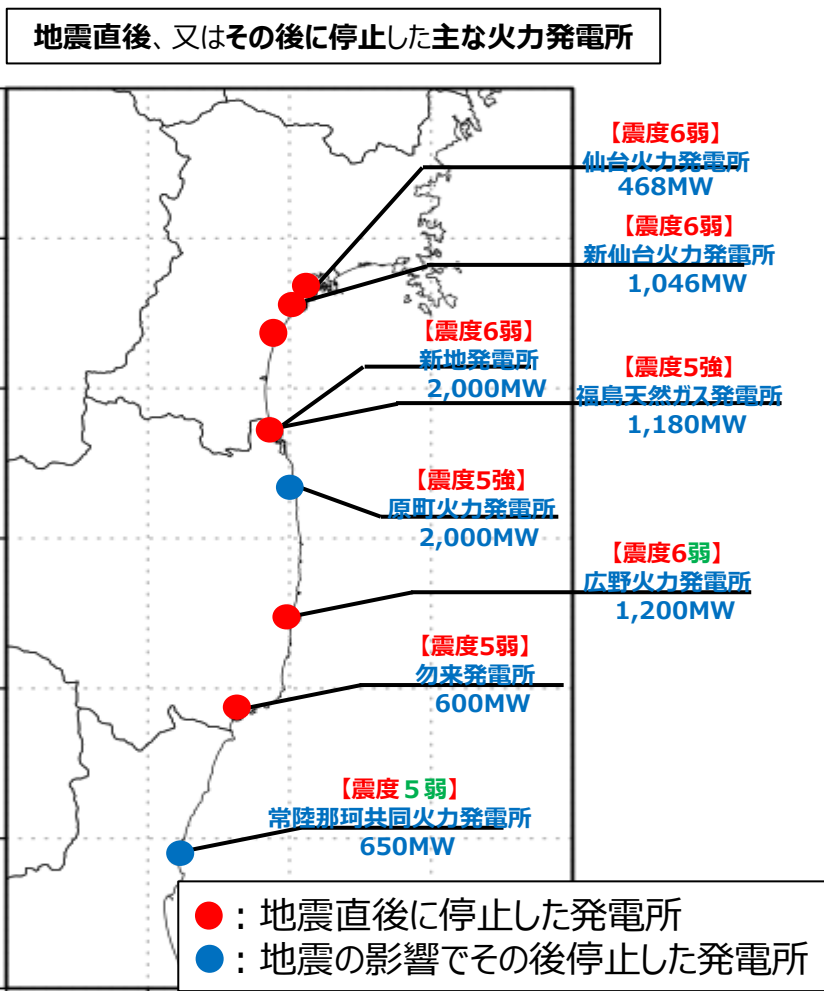 地震直後、又はその後に停止した主な火力発電所
【震度6弱】
仙台火力発電所
468MW
【震度6弱】
新仙台火力発電所
1,046MW
【震度6弱】
新地発電所
2,000MW
【震度5強】
福島天然ガス発電所
1,180MW
【震度5強】
原町火力発電所
2,000MW
【震度6弱】
広野火力発電所
1,200MW
【震度5弱】
勿来発電所
600MW
【震度５弱】
常陸那珂共同火力発電所
650MW
：地震直後に停止した発電所
：地震の影響でその後停止した発電所